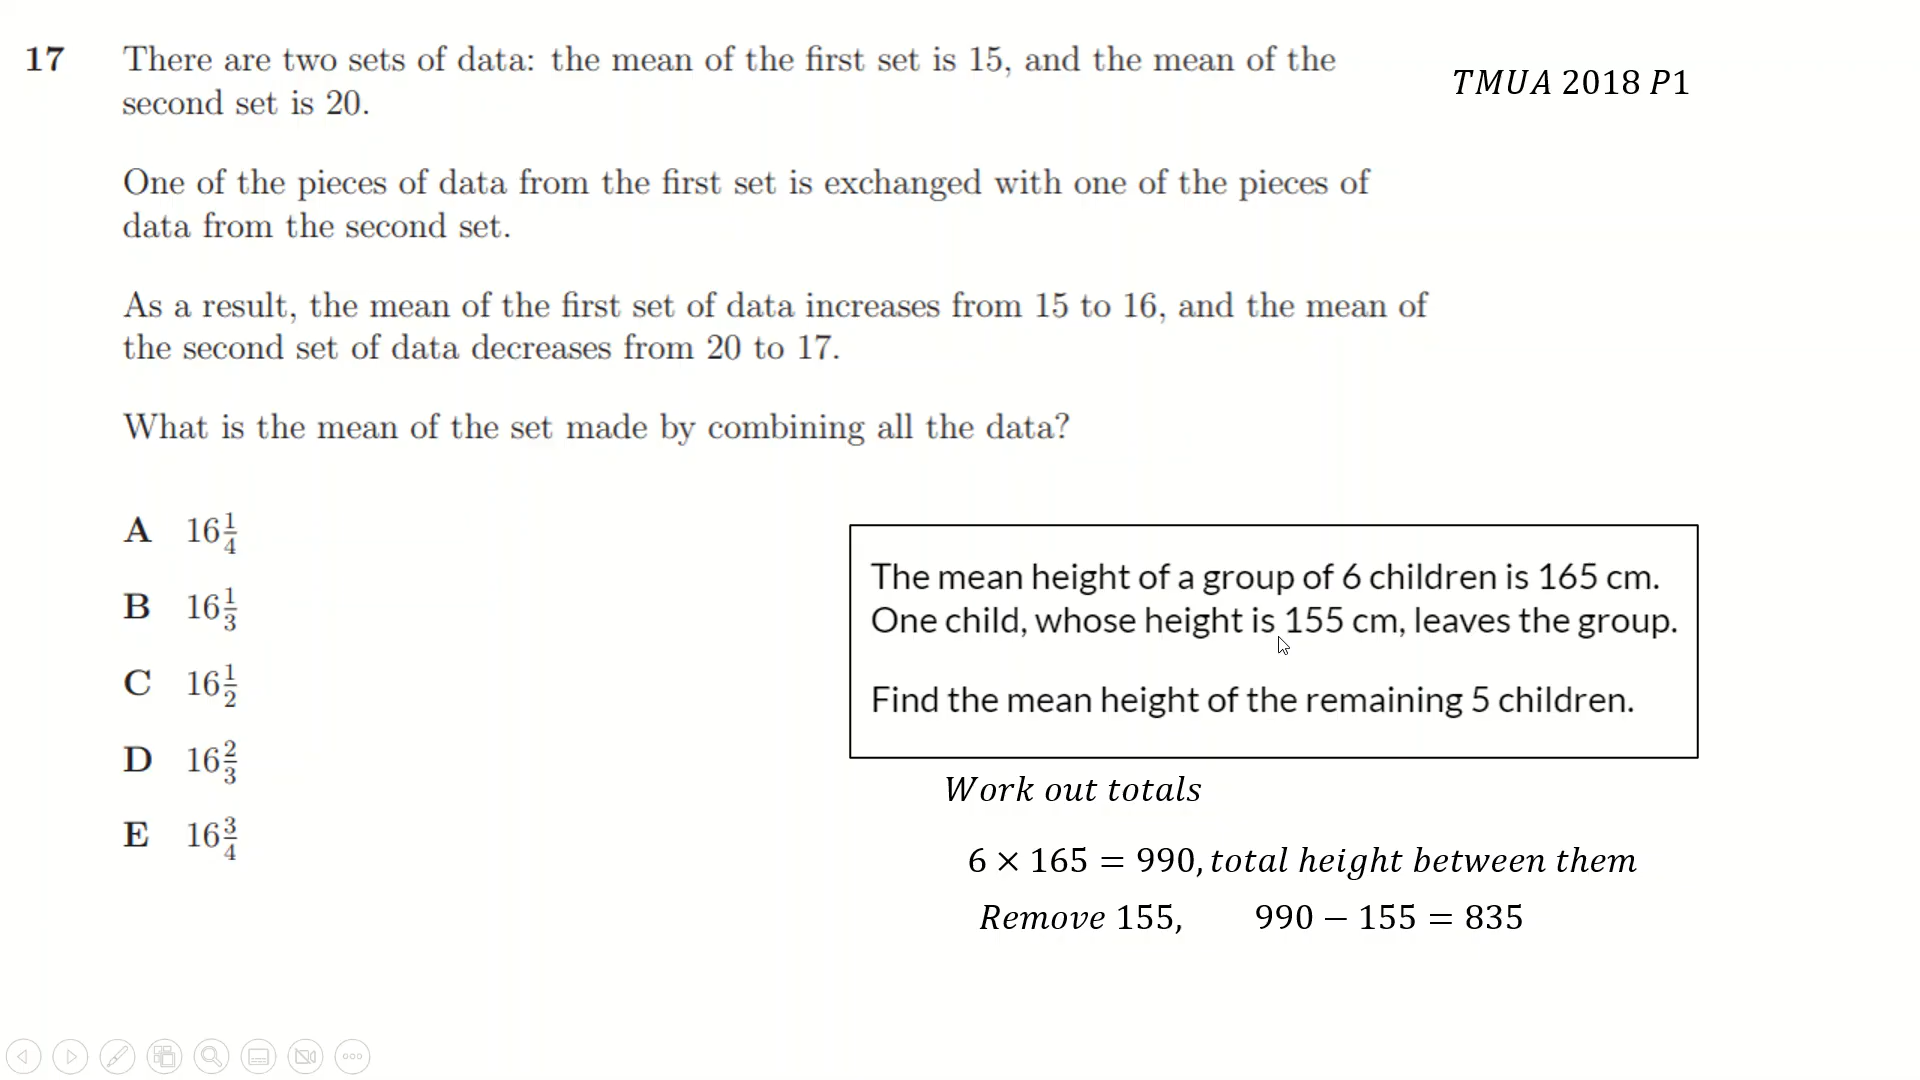 17 There are two sets of data: the mean of the first set is 15, and the mean of the
second set is 20.
TMUA 2018 P1
One of the pieces of data from the first set is exchanged with one of the pieces of
data from the second set.
As a result, the mean of the first set of data increases from 15 to 16, and the mean of
the second set of data decreases from 20 to 17.
What is the mean of the set made by combining all the data?
A 16 1/4
B 16 1/3
C 16 1/2
D 16 2/3
E 16 3/4
The mean height of a group of 6 children is 165 cm.
One child, whose height is 155 cm, leaves the group.
Find the mean height of the remaining 5 children.
Work out totals
6 × 165 = 990, total height between them
Remove 155, 990 − 155 = 835